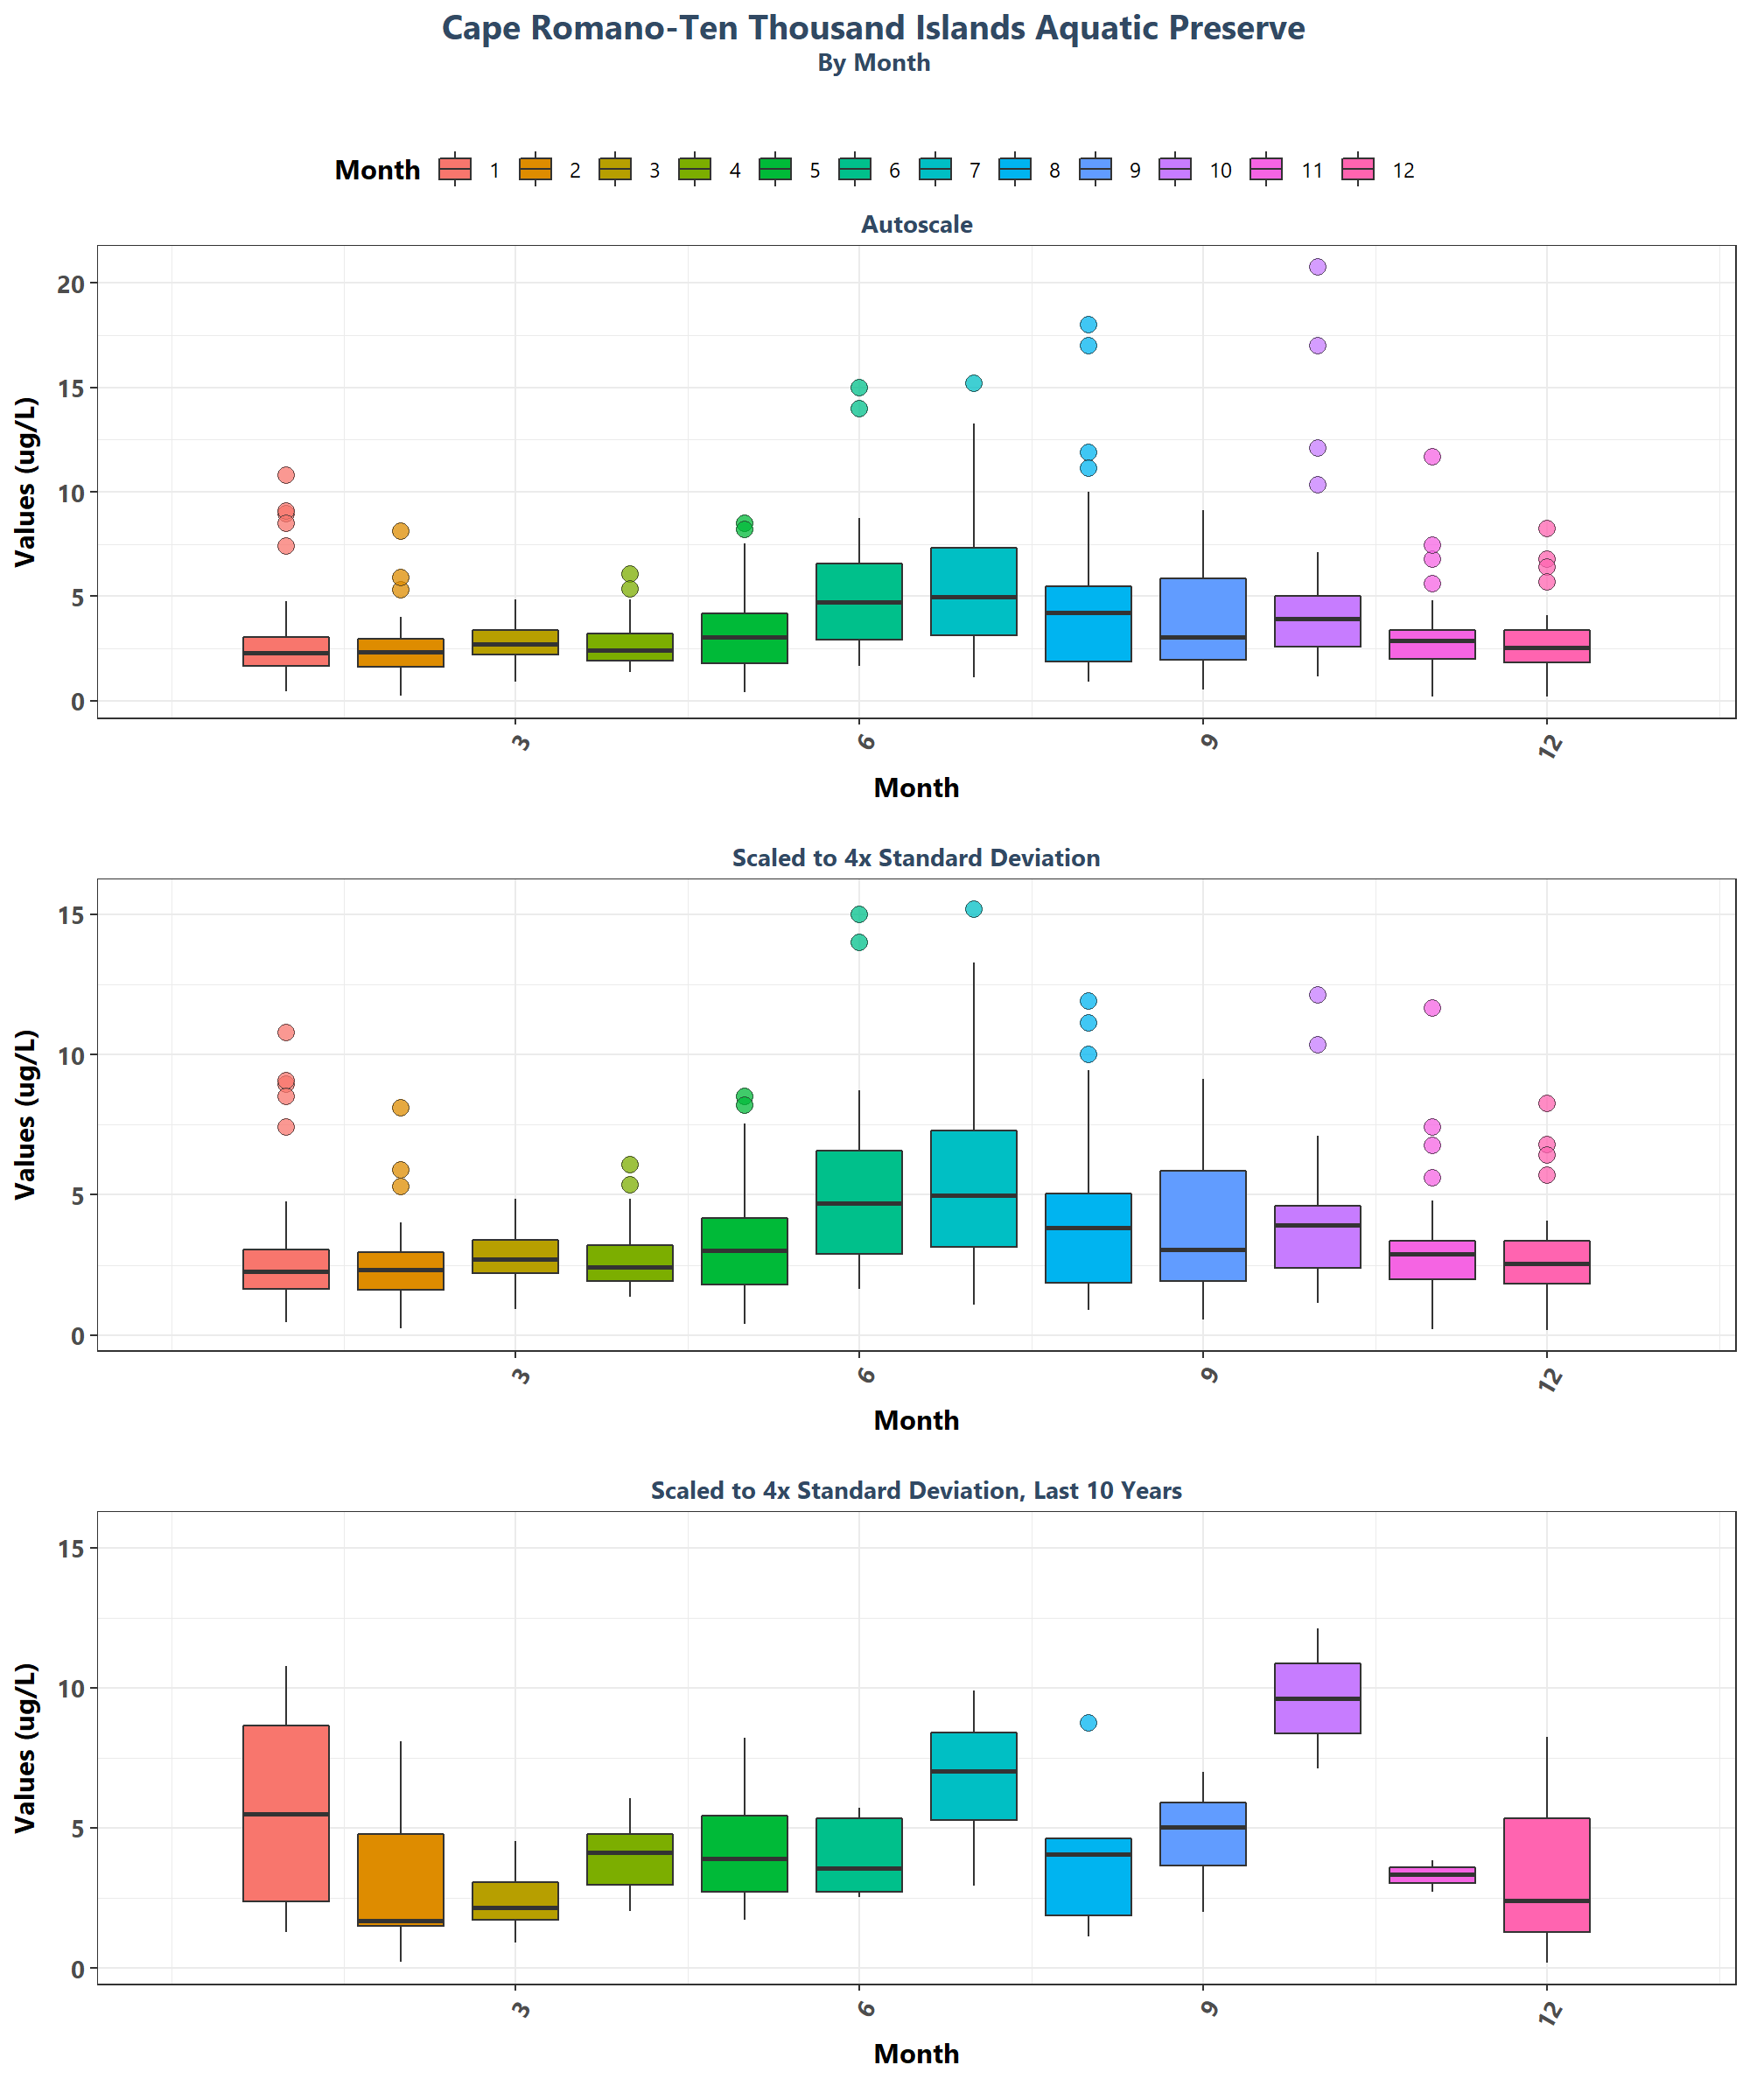 Cape Romano-Ten Thousand Islands Aquatic Preserve
By Month
Month 1 2 3 4 5 6 7 8 9 10 11 12
Autoscale
Values (ug/L)
20
15
10
5
0
3 6 9 12
Month
Scaled to 4x Standard Deviation
Values (ug/L)
15
10
5
0
3 6 9 12
Month
Scaled to 4x Standard Deviation, Last 10 Years
Values (ug/L)
15
10
5
0
3 6 9 12
Month